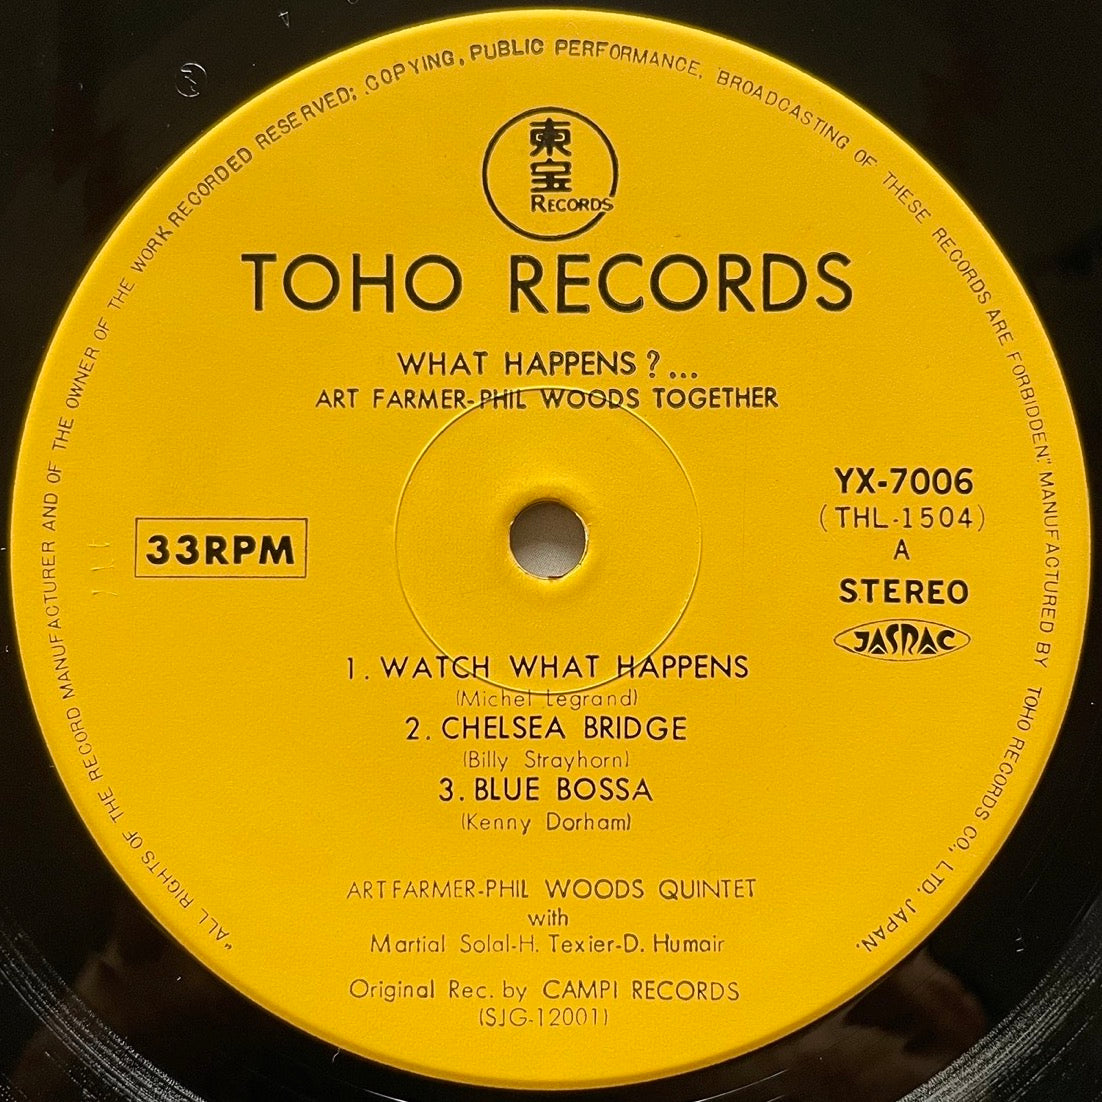 "ALL RIGHTS OF THE RECORD MANUFACTURER AND OF THE OWNER OF THE WORK RECORDED RESERVED; COPYING, PUBLIC PERFORMANCE, BROADCASTING OF THESE RECORDS ARE FORBIDDEN." MANUFACTURED BY TOHO RECORDS CO., LTD. JAPAN.
東宝
RECORDS
TOHO RECORDS
WHAT HAPPENS?...
ART FARMER-PHIL WOODS TOGETHER
YX-7006
(THL-1504)
A
33RPM
STEREO
JASRAC
1. WATCH WHAT HAPPENS
(Michel Legrand)
2. CHELSEA BRIDGE
(Billy Strayhorn)
3. BLUE BOSSA
(Kenny Dorham)
ART FARMER-PHIL WOODS QUINTET
with
Martial Solal-H. Texier-D. Humair
Original Rec. by CAMPI RECORDS
(SJG-12001)